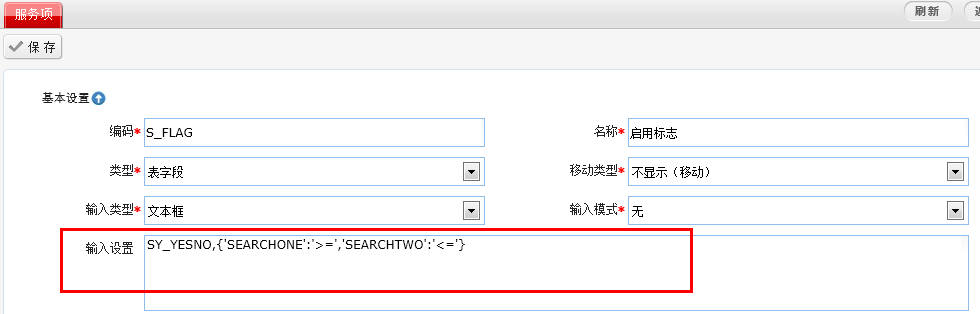 服务项
刷新
保存
基本设置
编码* S_FLAG 名称* 启用标志
类型* 表字段 移动类型* 不显示（移动）
输入类型* 文本框 输入模式* 无
输入设置 SY_YESNO,{'SEARCHONE':'>=','SEARCHTWO':'<='}